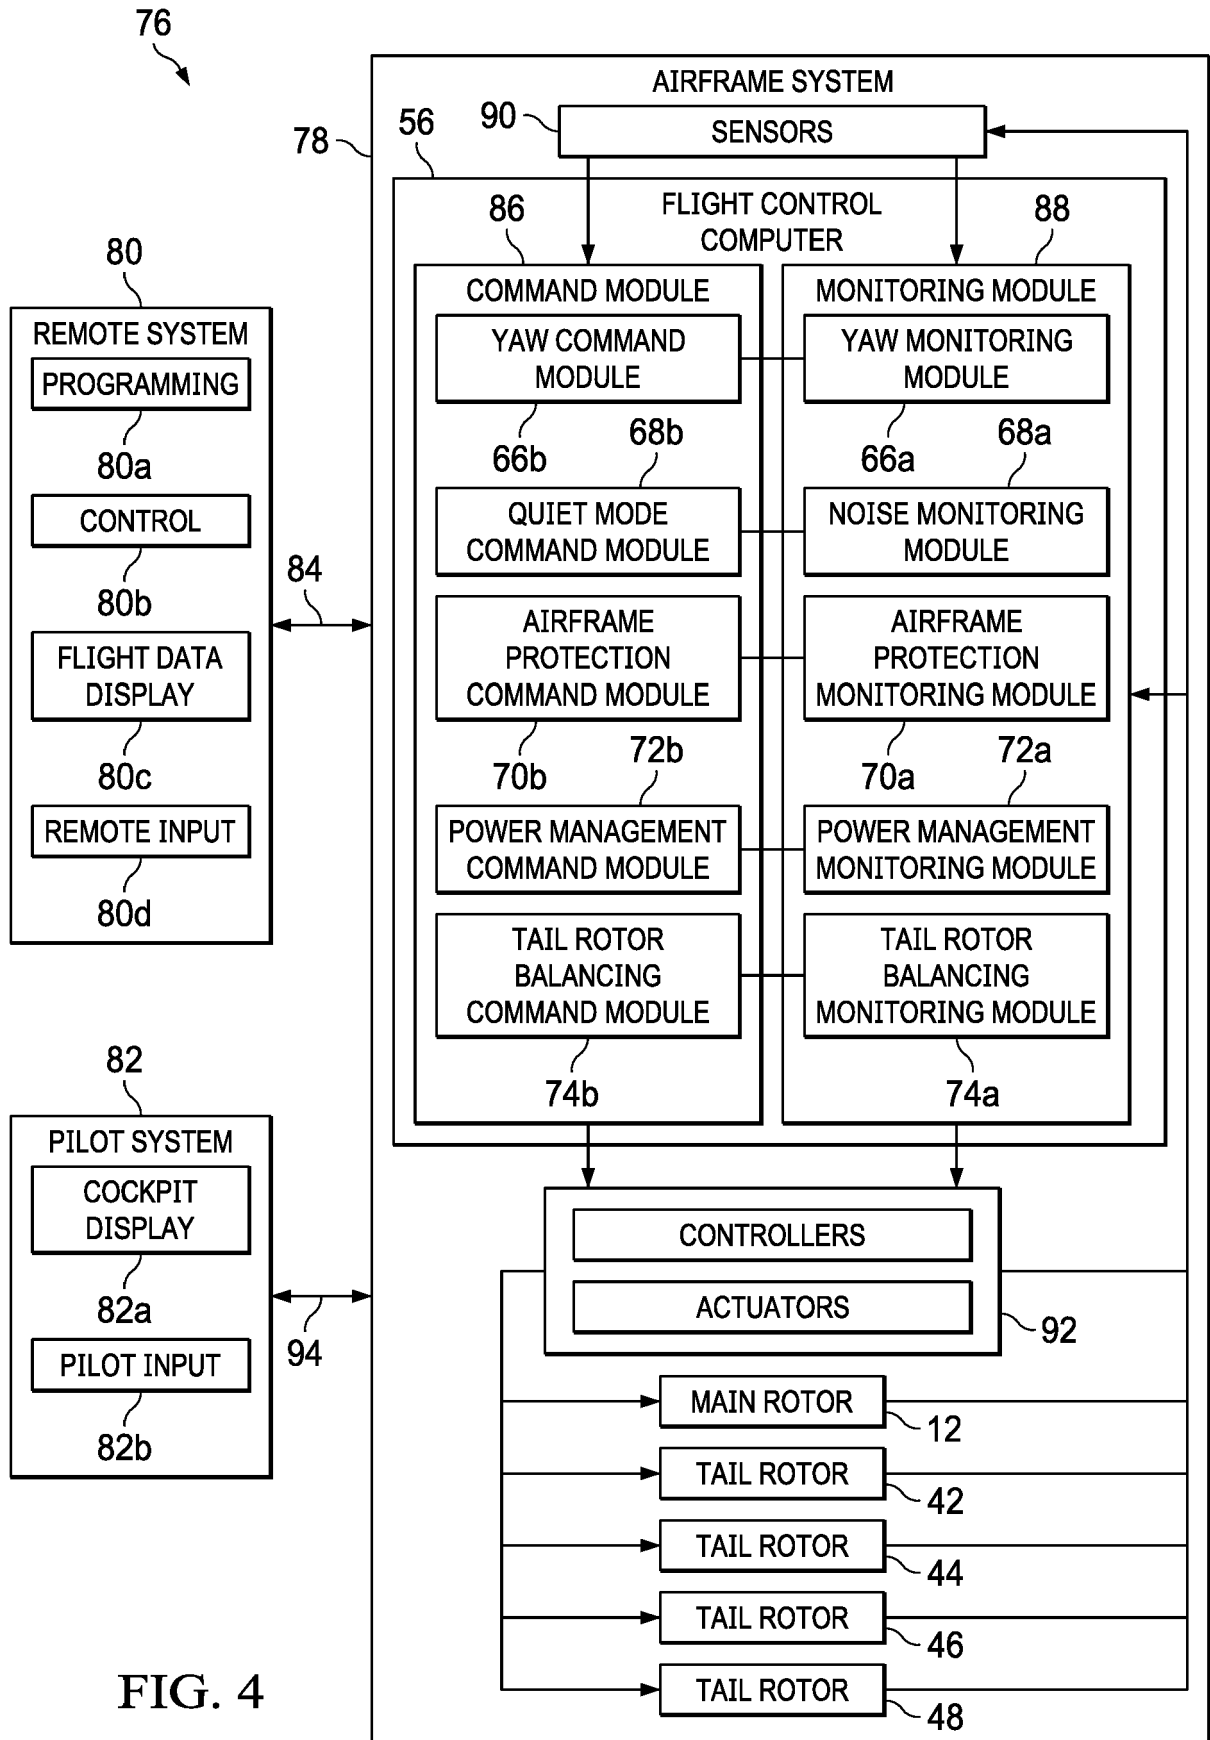 76
AIRFRAME SYSTEM
90
SENSORS
78
56
FLIGHT CONTROL
COMPUTER
86
88
COMMAND MODULE
MONITORING MODULE
YAW COMMAND
MODULE
YAW MONITORING
MODULE
66b
68b
66a
68a
QUIET MODE
COMMAND MODULE
NOISE MONITORING
MODULE
AIRFRAME
PROTECTION
COMMAND MODULE
AIRFRAME
PROTECTION
MONITORING MODULE
70b
72b
70a
72a
POWER MANAGEMENT
COMMAND MODULE
POWER MANAGEMENT
MONITORING MODULE
TAIL ROTOR
BALANCING
COMMAND MODULE
TAIL ROTOR
BALANCING
MONITORING MODULE
74b
74a
80
REMOTE SYSTEM
PROGRAMMING
80a
CONTROL
80b
FLIGHT DATA
DISPLAY
80c
REMOTE INPUT
80d
84
82
PILOT SYSTEM
COCKPIT
DISPLAY
82a
PILOT INPUT
82b
94
CONTROLLERS
ACTUATORS
92
MAIN ROTOR
12
TAIL ROTOR
42
TAIL ROTOR
44
TAIL ROTOR
46
TAIL ROTOR
48
FIG. 4